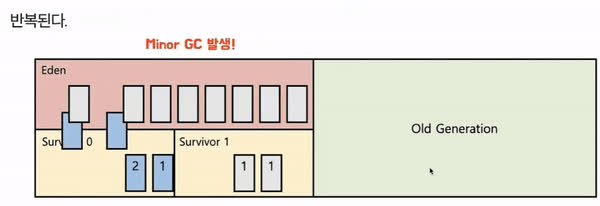 반복된다.
Minor GC 발생!
Eden
Old Generation
Surv 0
Survivor 1
2 1
1 1